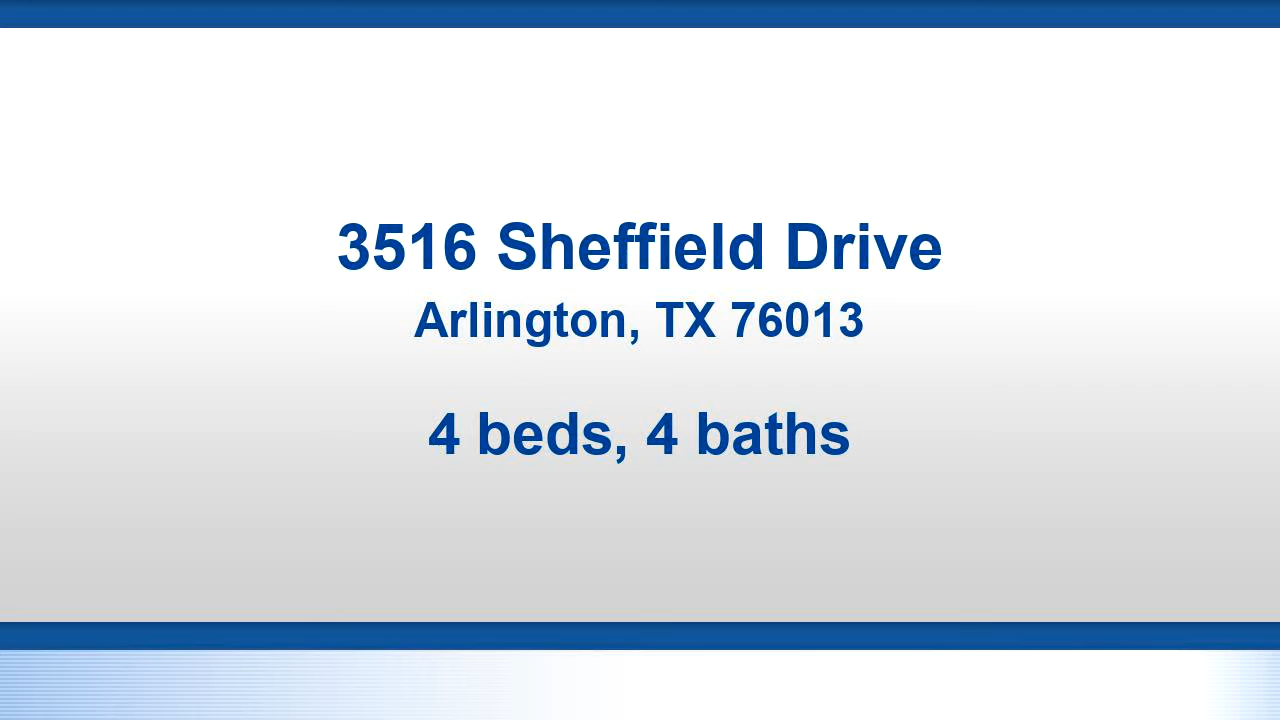 3516 Sheffield Drive
Arlington, TX 76013
4 beds, 4 baths